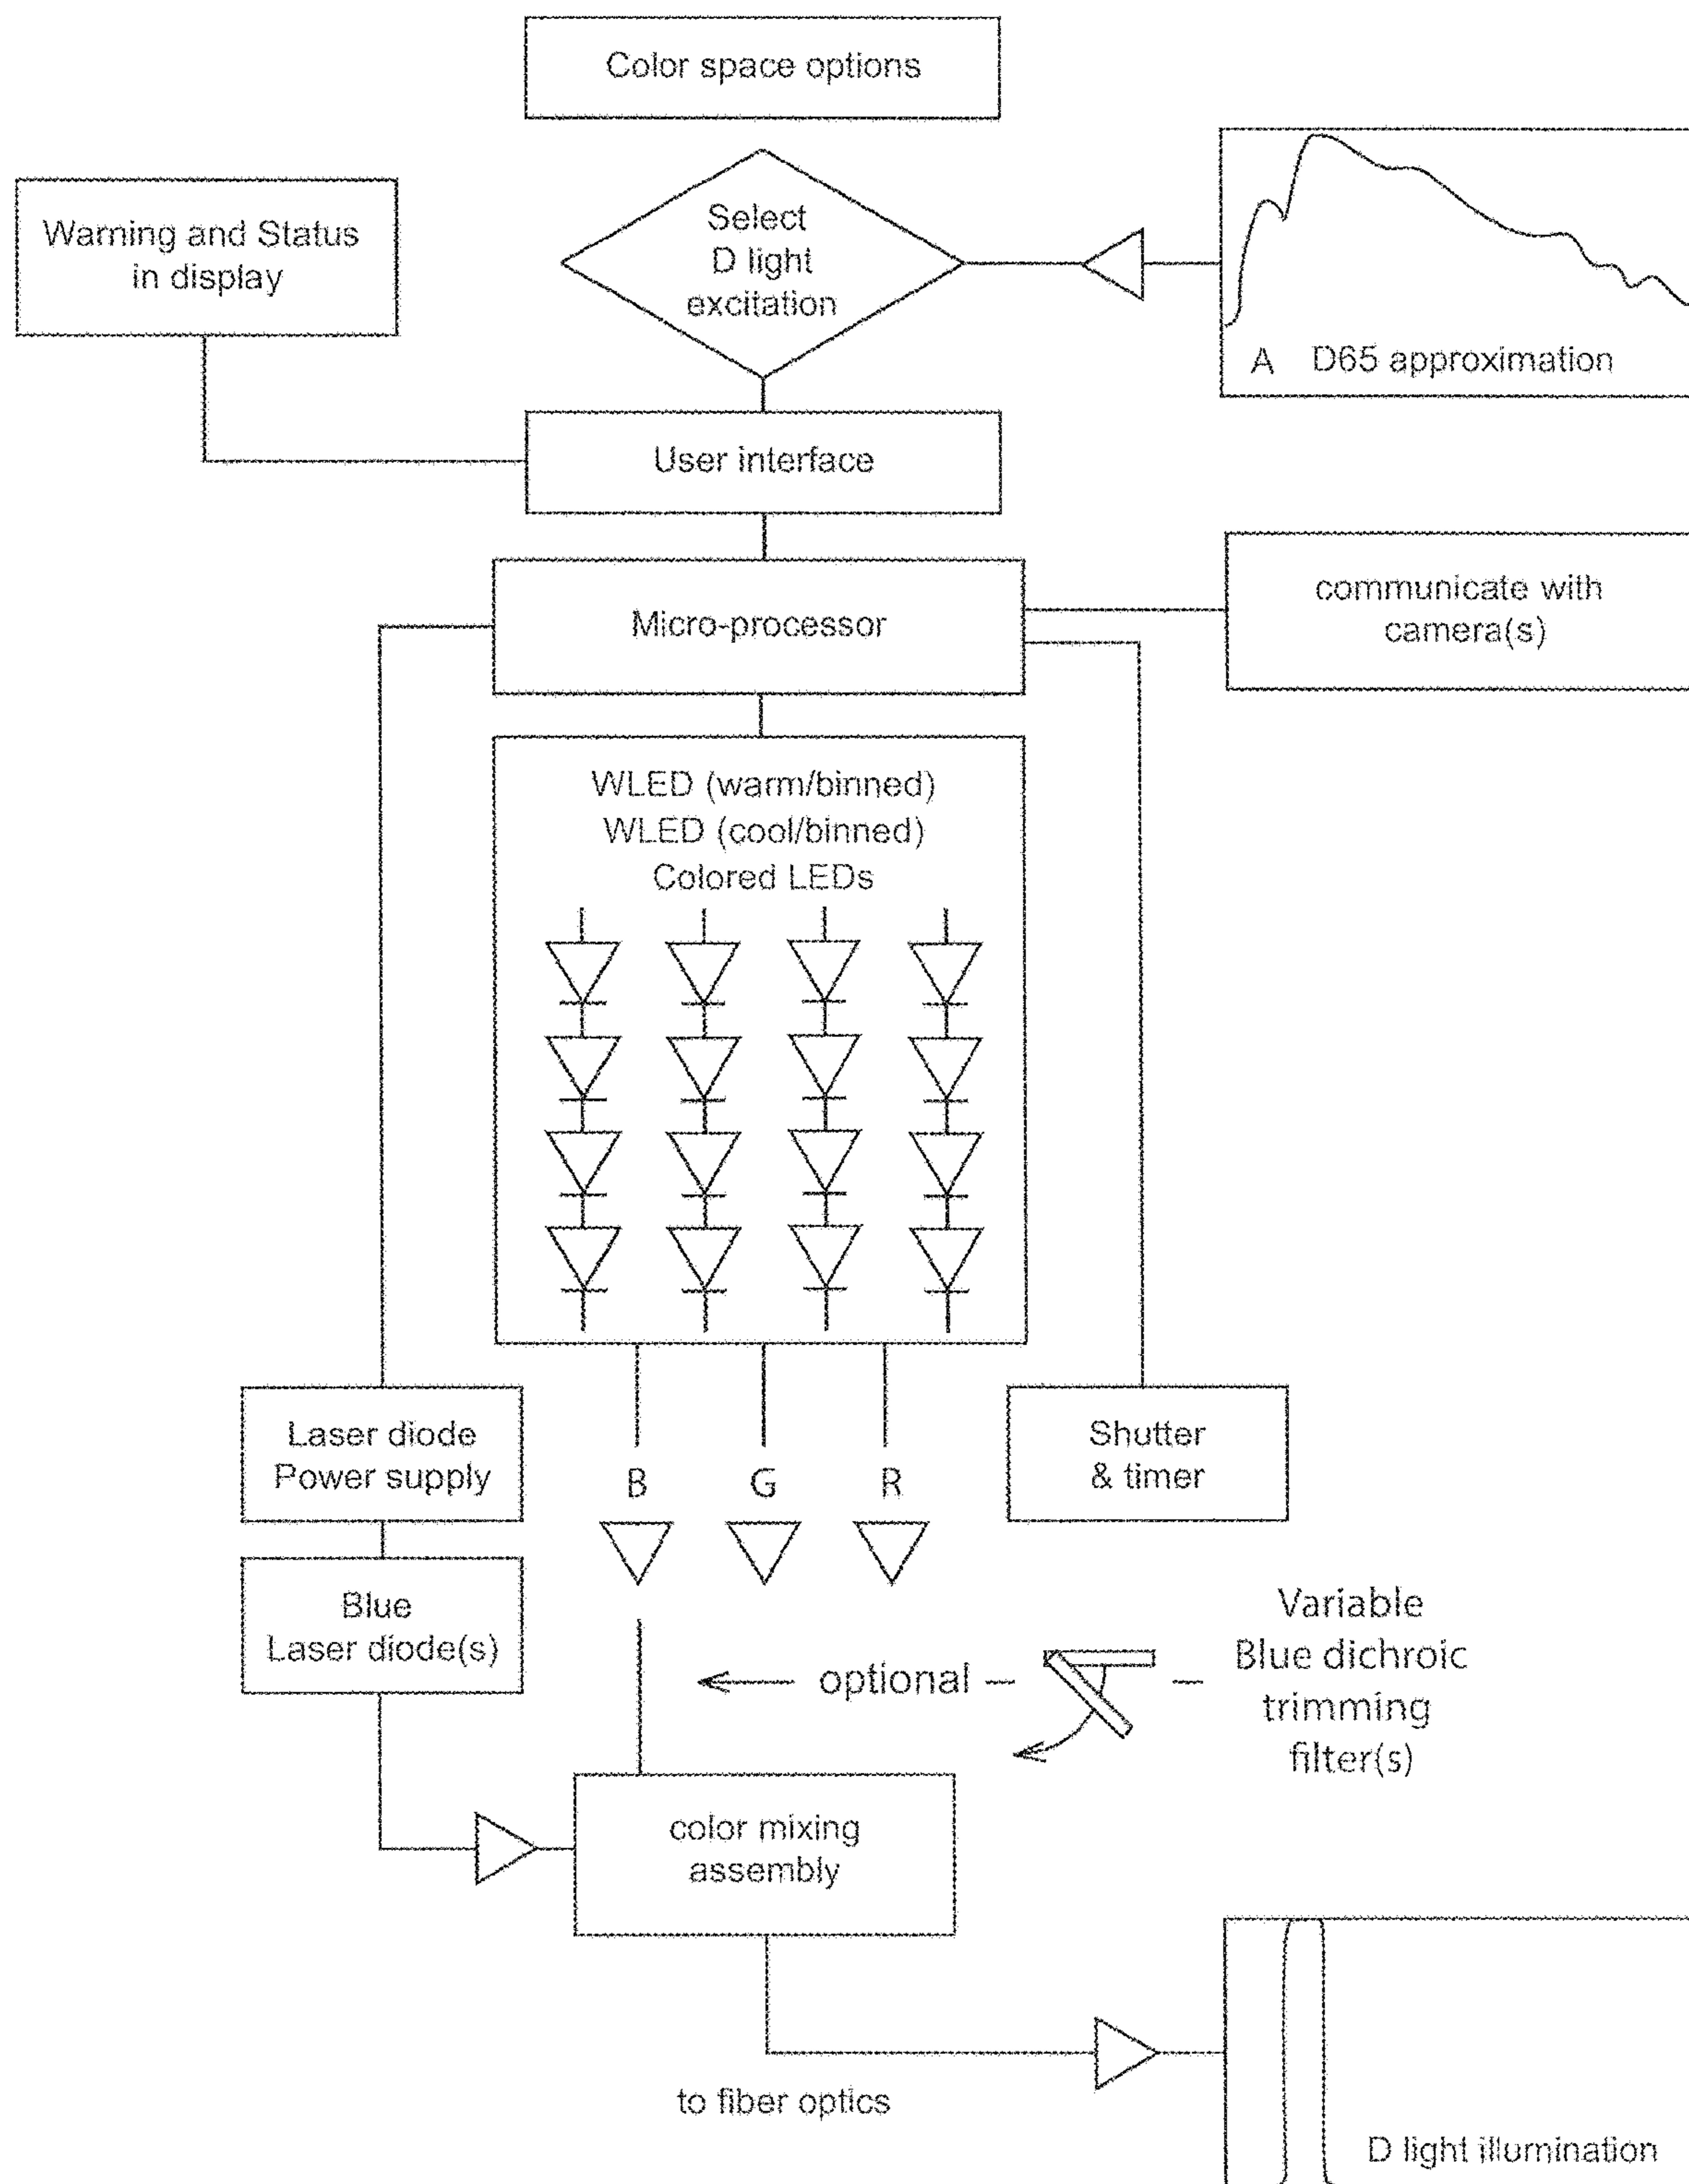 Color space options
Warning and Status
in display
Select
D light
excitation
A D65 approximation
User interface
Micro-processor
communicate with
camera(s)
WLED (warm/binned)
WLED (cool/binned)
Colored LEDs
Laser diode
Power supply
B G R
Shutter
& timer
Blue
Laser diode(s)
optional
Variable
Blue dichroic
trimming
filter(s)
color mixing
assembly
to fiber optics
D light illumination